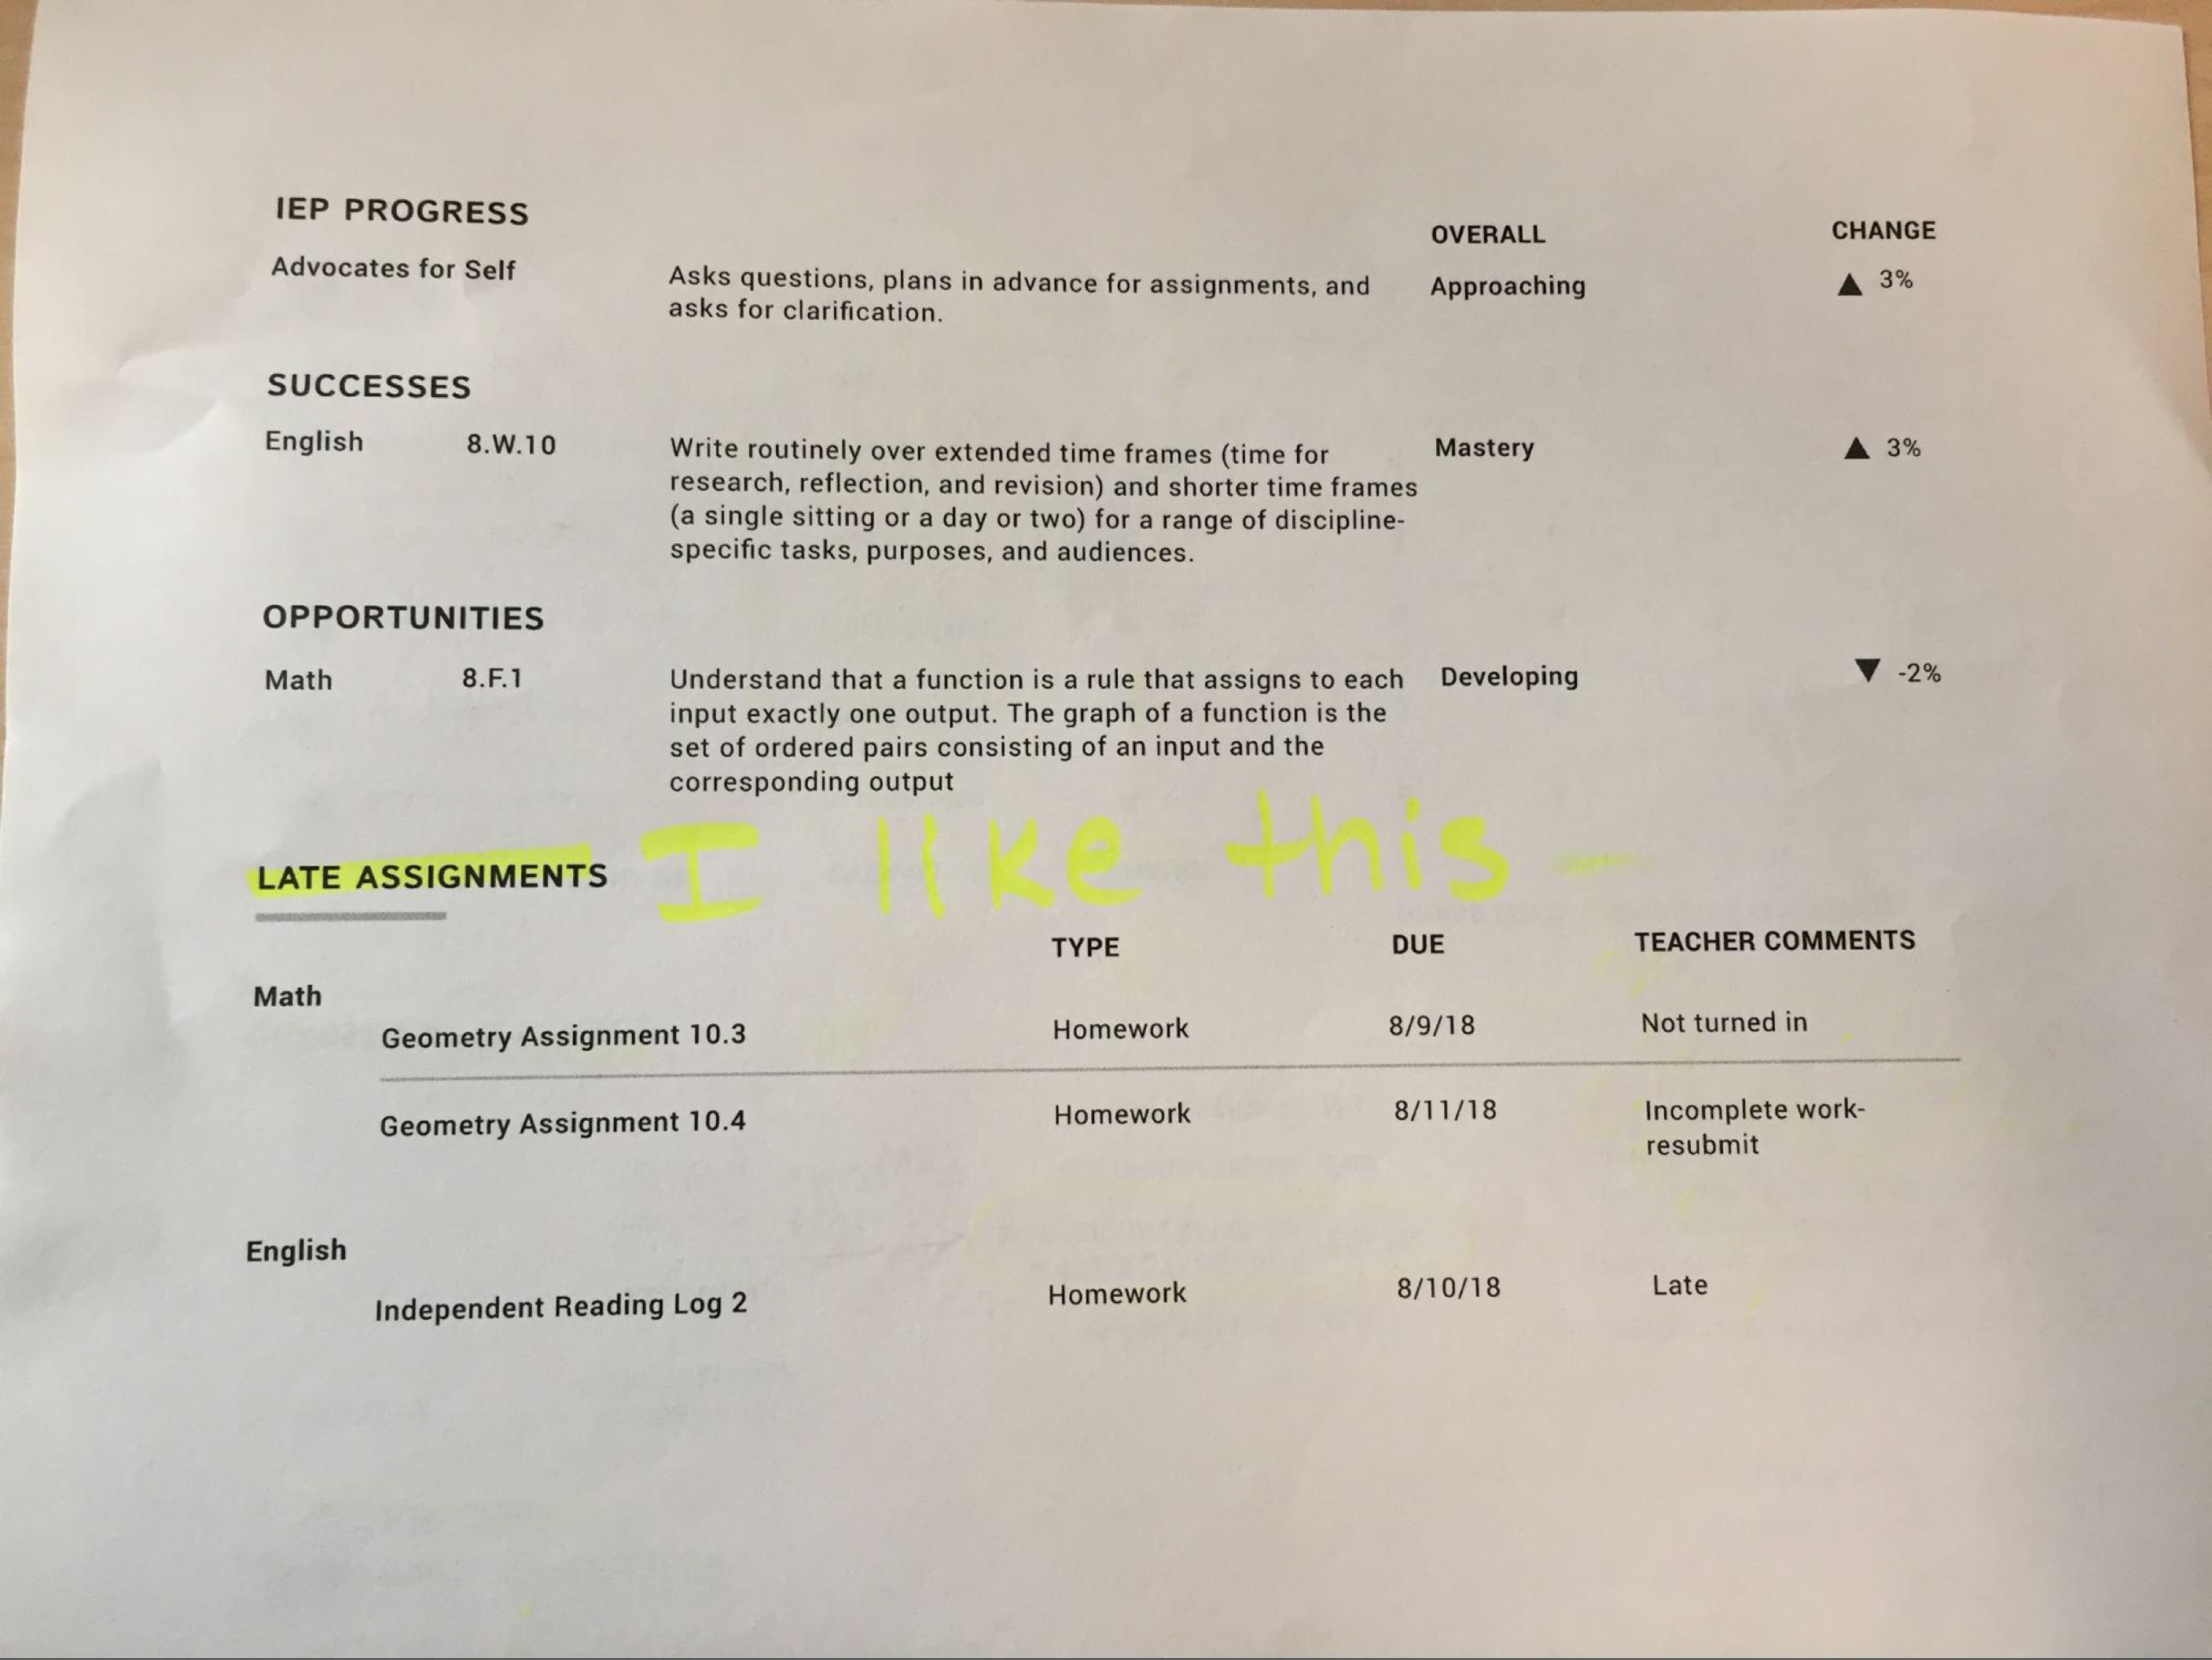 IEP PROGRESS
OVERALL CHANGE
Advocates for Self Asks questions, plans in advance for assignments, and Approaching ▲ 3%
asks for clarification.
SUCCESSES
English 8.W.10 Write routinely over extended time frames (time for Mastery ▲ 3%
research, reflection, and revision) and shorter time frames
(a single sitting or a day or two) for a range of discipline-
specific tasks, purposes, and audiences.
OPPORTUNITIES
Math 8.F.1 Understand that a function is a rule that assigns to each Developing ▼ -2%
input exactly one output. The graph of a function is the
set of ordered pairs consisting of an input and the
corresponding output
LATE ASSIGNMENTS I like this -
TYPE DUE TEACHER COMMENTS
Math
Geometry Assignment 10.3 Homework 8/9/18 Not turned in
Geometry Assignment 10.4 Homework 8/11/18 Incomplete work-
resubmit
English
Independent Reading Log 2 Homework 8/10/18 Late